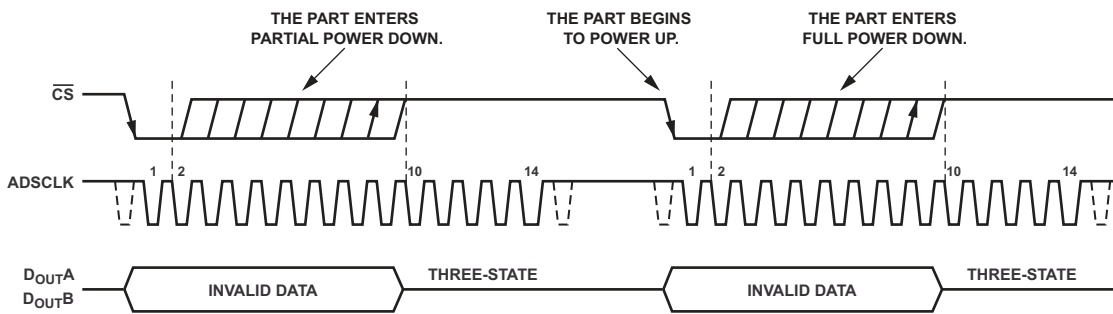 THE PART ENTERS
PARTIAL POWER DOWN.
THE PART BEGINS
TO POWER UP.
THE PART ENTERS
FULL POWER DOWN.
CS
ADSCLK
1 2 10 14 1 2 10 14
DOUTA
DOUTB
INVALID DATA THREE-STATE INVALID DATA THREE-STATE